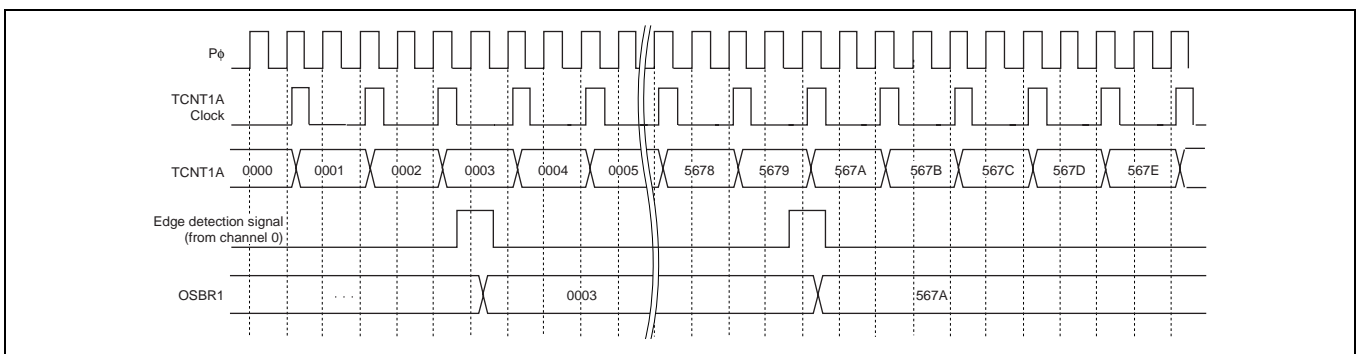 Pϕ
TCNT1A
Clock
TCNT1A 0000 0001 0002 0003 0004 0005 5678 5679 567A 567B 567C 567D 567E
Edge detection signal
(from channel 0)
OSBR1 . . . 0003 567A